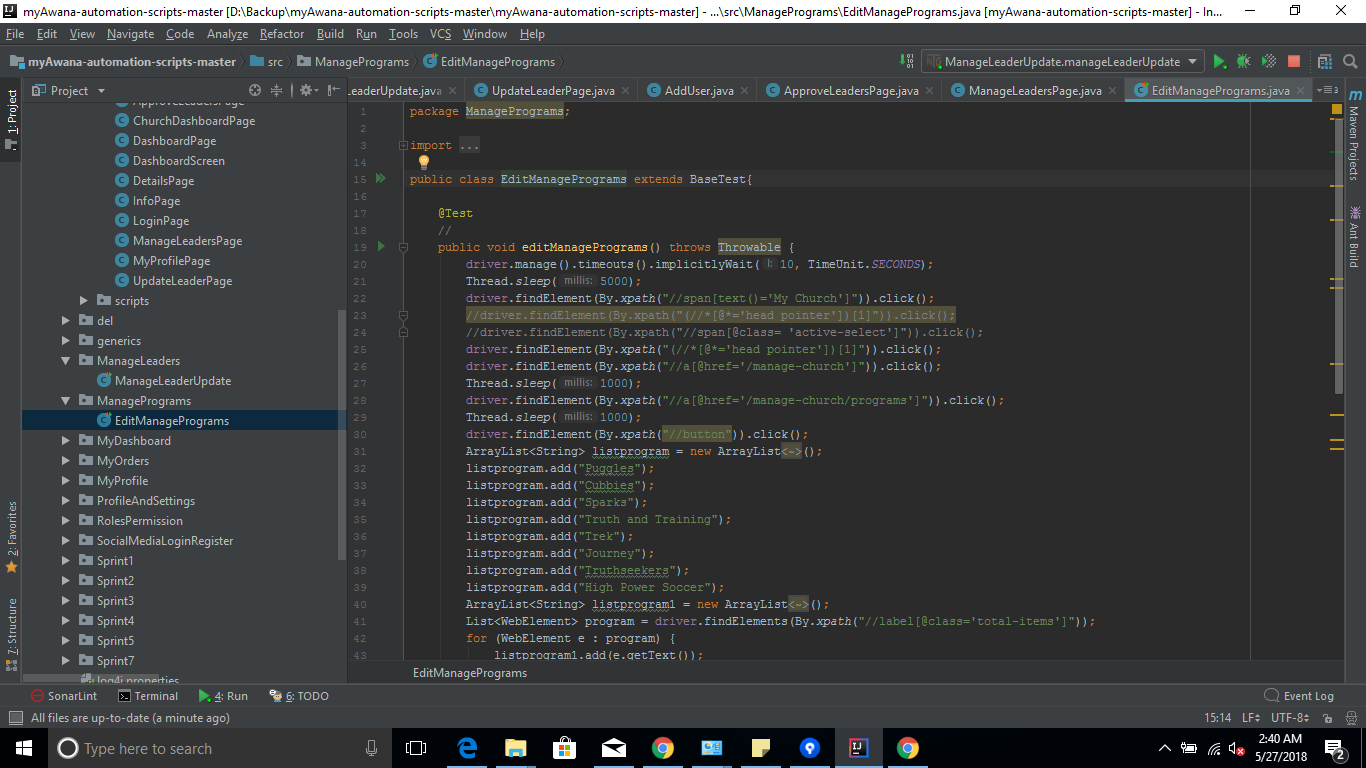 myAwana-automation-scripts-master [D:\Backup\myAwana-automation-scripts-master\myAwana-automation-scripts-master] - ...\src\ManagePrograms\EditManagePrograms.java [myAwana-automation-scripts-master] - In...
File Edit View Navigate Code Analyze Refactor Build Run Tools VCS Window Help
myAwana-automation-scripts-master src ManagePrograms EditManagePrograms ManageLeaderUpdate.manageLeaderUpdate
Project
LeaderUpdate.java UpdateLeaderPage.java AddUser.java ApproveLeadersPage.java ManageLeadersPage.java EditManagePrograms.java 3
1: Project
2: Favorites
7: Structure
ApproveLeadersPage
ChurchDashboardPage
DashboardPage
DashboardScreen
DetailsPage
InfoPage
LoginPage
ManageLeadersPage
MyProfilePage
UpdateLeaderPage
scripts
del
generics
ManageLeaders
ManageLeaderUpdate
ManagePrograms
EditManagePrograms
MyDashboard
MyOrders
MyProfile
ProfileAndSettings
RolesPermission
SocialMediaLoginRegister
Sprint1
Sprint2
Sprint3
Sprint4
Sprint5
Sprint6
Sprint7
log4j.properties
1 package ManagePrograms;
2
3 import ...
14
15 public class EditManagePrograms extends BaseTest{
16
17 @Test
18 //
19 public void editManagePrograms() throws Throwable {
20 driver.manage().timeouts().implicitlyWait( l: 10, TimeUnit.SECONDS);
21 Thread.sleep( millis: 5000);
22 driver.findElement(By.xpath("//span[text()='My Church']")).click();
23 //driver.findElement(By.xpath("(//*[@*='head pointer'])[1]")).click();
24 //driver.findElement(By.xpath("//span[@class= 'active-select']")).click();
25 driver.findElement(By.xpath("(//*[@*='head pointer'])[1]")).click();
26 driver.findElement(By.xpath("//a[@href='/manage-church']")).click();
27 Thread.sleep( millis: 1000);
28 driver.findElement(By.xpath("//a[@href='/manage-church/programs']")).click();
29 Thread.sleep( millis: 1000);
30 driver.findElement(By.xpath("//button")).click();
31 ArrayList<String> listprogram = new ArrayList<~>();
32 listprogram.add("Puggles");
33 listprogram.add("Cubbies");
34 listprogram.add("Sparks");
35 listprogram.add("Truth and Training");
36 listprogram.add("Trek");
37 listprogram.add("Journey");
38 listprogram.add("Truthseekers");
39 listprogram.add("High Power Soccer");
40 ArrayList<String> listprogram1 = new ArrayList<~>();
41 List<WebElement> program = driver.findElements(By.xpath("//label[@class='total-items']"));
42 for (WebElement e : program) {
43 listprogram1.add(e.getText());
EditManagePrograms
m Maven Projects
Ant Build
SonarLint Terminal 4: Run 6: TODO Event Log
All files are up-to-date (a minute ago) 15:14 LF UTF-8
Type here to search
2:40 AM
5/27/2018
2